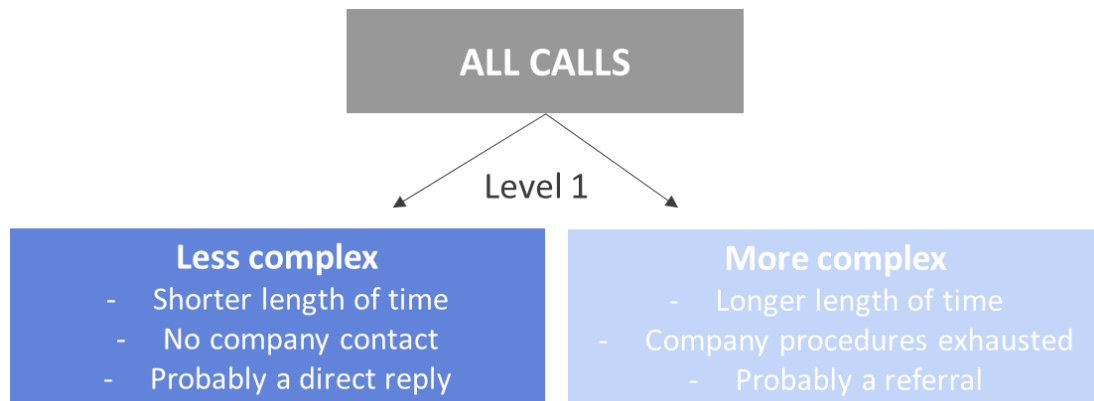 ALL CALLS
Level 1
Less complex
- Shorter length of time
- No company contact
- Probably a direct reply
More complex
- Longer length of time
- Company procedures exhausted
- Probably a referral